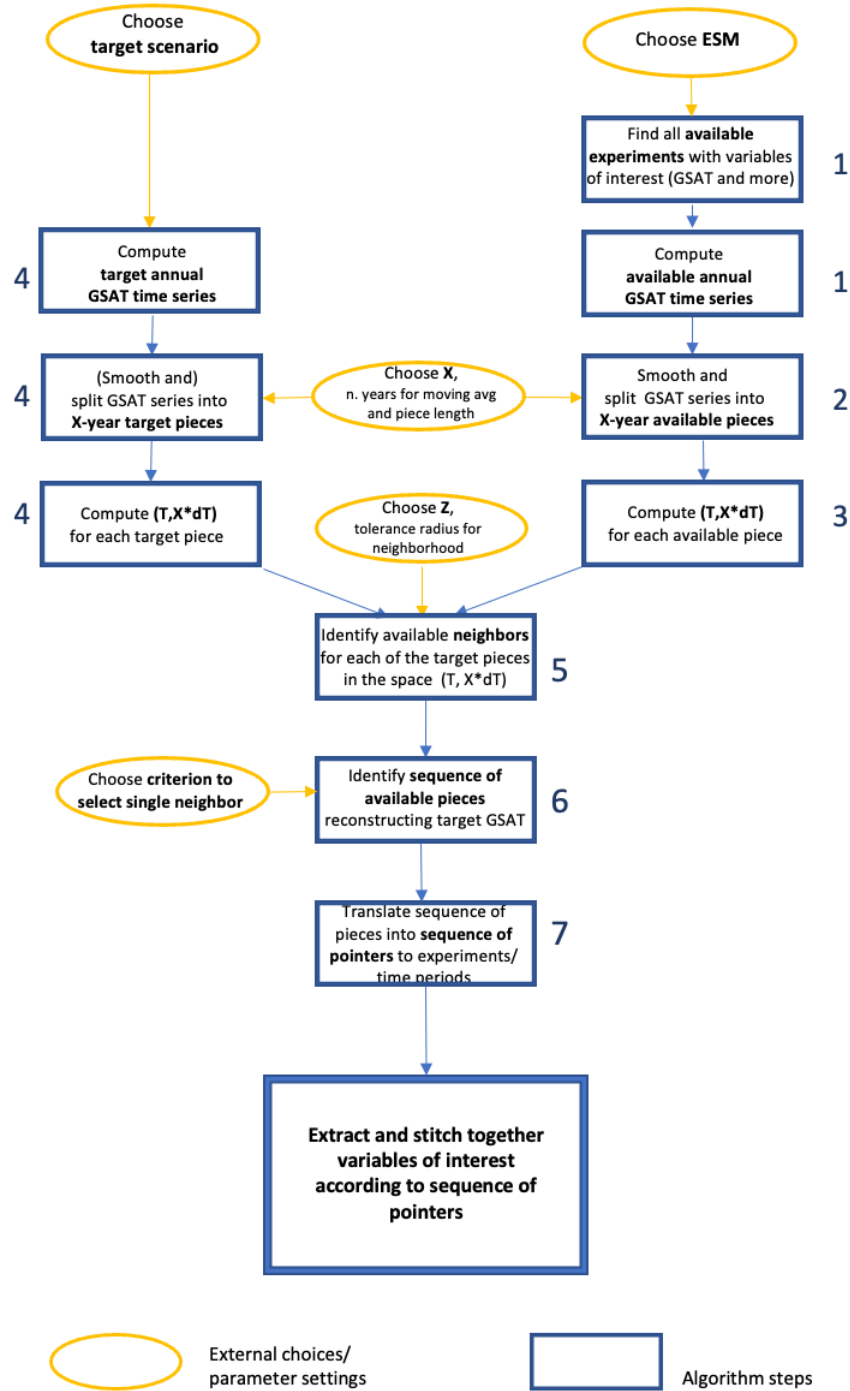 Choose
target scenario
Choose ESM
Find all available
experiments with variables
of interest (GSAT and more)
1
Compute
target annual
GSAT time series
4
Compute
available annual
GSAT time series
1
(Smooth and)
split GSAT series into
X-year target pieces
4
Choose X,
n. years for moving avg
and piece length
Smooth and
split GSAT series into
X-year available pieces
2
4
Compute (T,X*dT)
for each target piece
Choose Z,
tolerance radius for
neighborhood
Compute (T,X*dT)
for each available piece
3
Identify available neighbors
for each of the target pieces
in the space (T, X*dT)
5
Choose criterion to
select single neighbor
Identify sequence of
available pieces
reconstructing target GSAT
6
Translate sequence of
pieces into sequence of
pointers to experiments/
time periods
7
Extract and stitch together
variables of interest
according to sequence of
pointers
External choices/
parameter settings
Algorithm steps